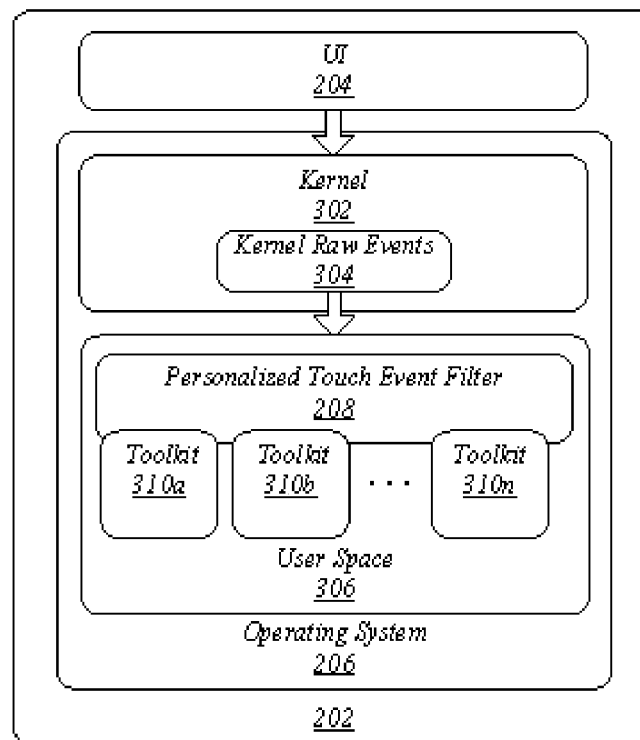 UI
204
Kernel
302
Kernel Raw Events
304
Personalized Touch Event Filter
208
Toolkit Toolkit Toolkit
310a 310b ... 310n
User Space
306
Operating System
206
202